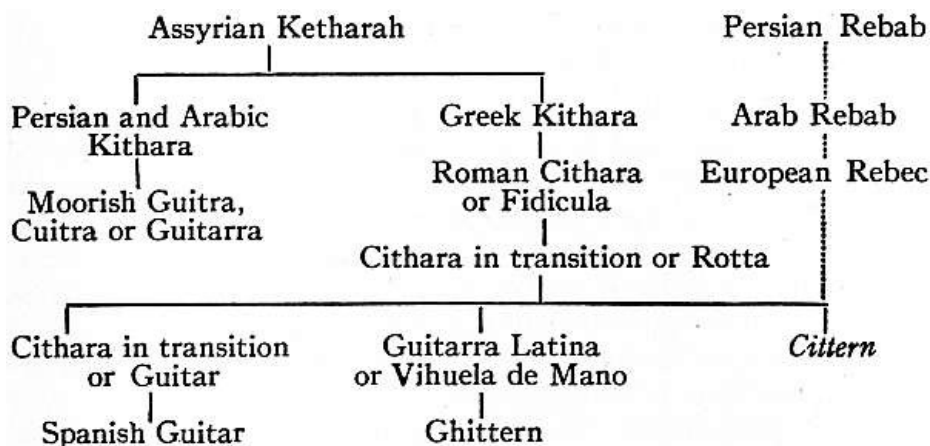 Assyrian Ketharah
Persian Rebab
Persian and Arabic
Kithara
Greek Kithara
Arab Rebab
Roman Cithara
or Fidicula
European Rebec
Moorish Guitra,
Cuitra or Guitarra
Cithara in transition or Rotta
Cithara in transition
or Guitar
Guitarra Latina
or Vihuela de Mano
Cittern
Spanish Guitar
Ghittern